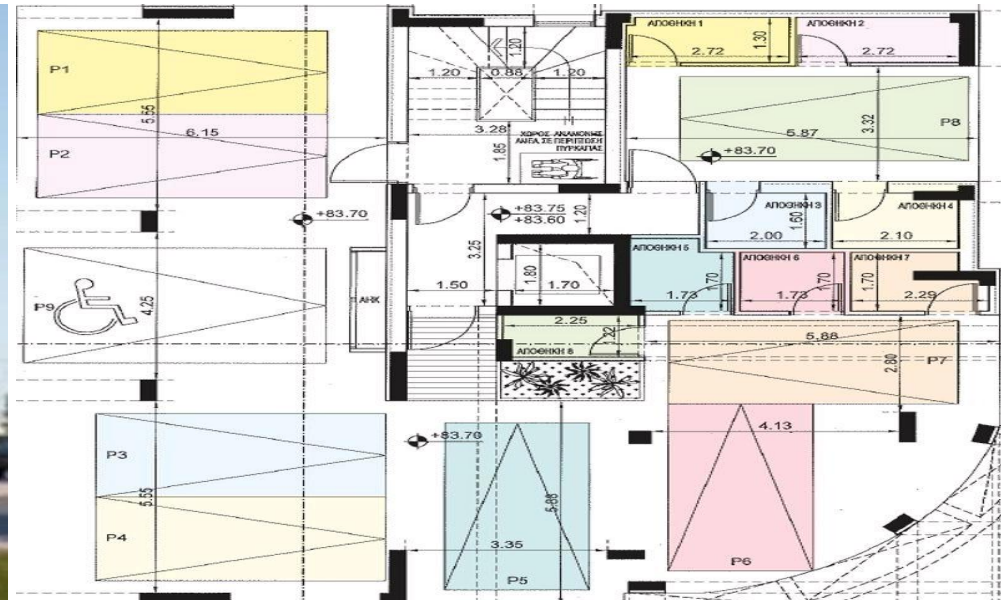 ΑΠΟΘΗΚΗ 1
ΑΠΟΘΗΚΗ 2
1.30
2.72
2.72
1.20
1.20
0.88
1.20
P1
5.55
6.15
P2
3.28
1.85
ΧΩΡΟΣ ΑΝΑΜΟΝΗΣ
ΑΜΕΑ ΣΕ ΠΕΡΙΠΤΩΣΗ
ΠΥΡΚΑΓΙΑΣ
5.87
3.32
P8
+83.70
+83.70
+83.75
+83.60
1.20
ΑΠΟΘΗΚΗ 3
1.60
2.00
ΑΠΟΘΗΚΗ 4
2.10
3.25
1.50
1.80
1.70
ΑΠΟΘΗΚΗ 5
1.70
1.73
ΑΠΟΘΗΚΗ 6
1.70
1.73
ΑΠΟΘΗΚΗ 7
1.70
2.29
P9
4.25
ΑΗΚ
2.25
1.22
ΑΠΟΘΗΚΗ 8
5.88
2.80
P7
P3
5.55
P4
+83.70
4.13
5.88
3.35
P5
P6